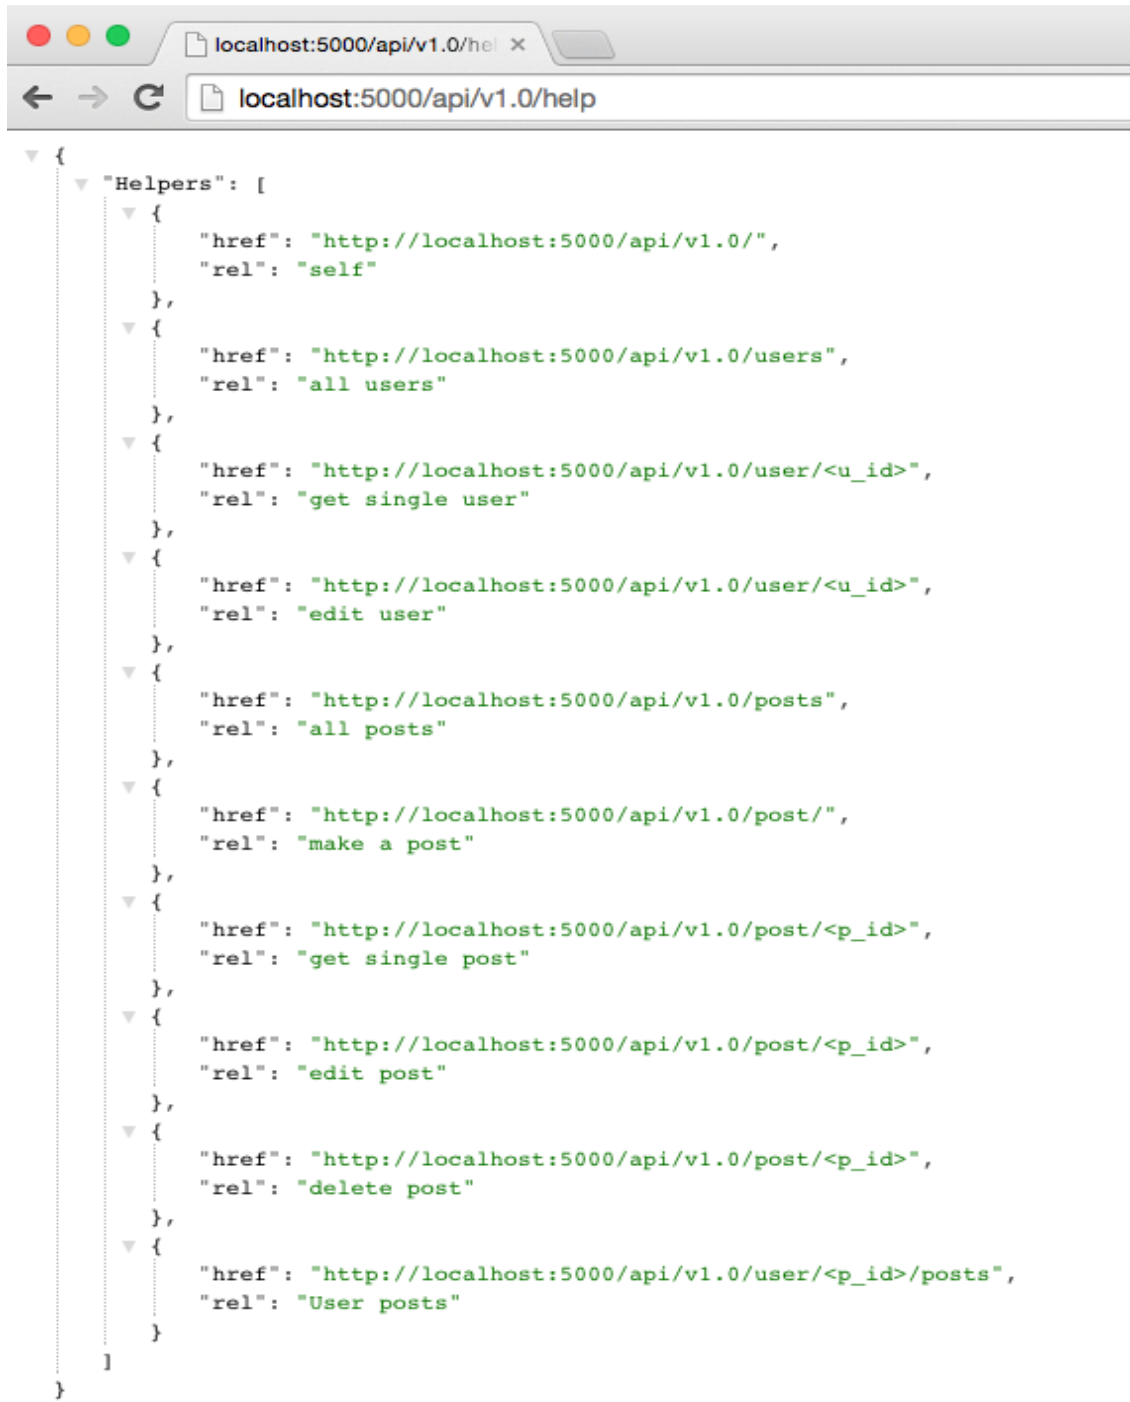 localhost:5000/api/v1.0/hel
localhost:5000/api/v1.0/help
{
"Helpers": [
{
"href": "http://localhost:5000/api/v1.0/",
"rel": "self"
},
{
"href": "http://localhost:5000/api/v1.0/users",
"rel": "all users"
},
{
"href": "http://localhost:5000/api/v1.0/user/<u_id>",
"rel": "get single user"
},
{
"href": "http://localhost:5000/api/v1.0/user/<u_id>",
"rel": "edit user"
},
{
"href": "http://localhost:5000/api/v1.0/posts",
"rel": "all posts"
},
{
"href": "http://localhost:5000/api/v1.0/post/",
"rel": "make a post"
},
{
"href": "http://localhost:5000/api/v1.0/post/<p_id>",
"rel": "get single post"
},
{
"href": "http://localhost:5000/api/v1.0/post/<p_id>",
"rel": "edit post"
},
{
"href": "http://localhost:5000/api/v1.0/post/<p_id>",
"rel": "delete post"
},
{
"href": "http://localhost:5000/api/v1.0/user/<p_id>/posts",
"rel": "User posts"
}
]
}